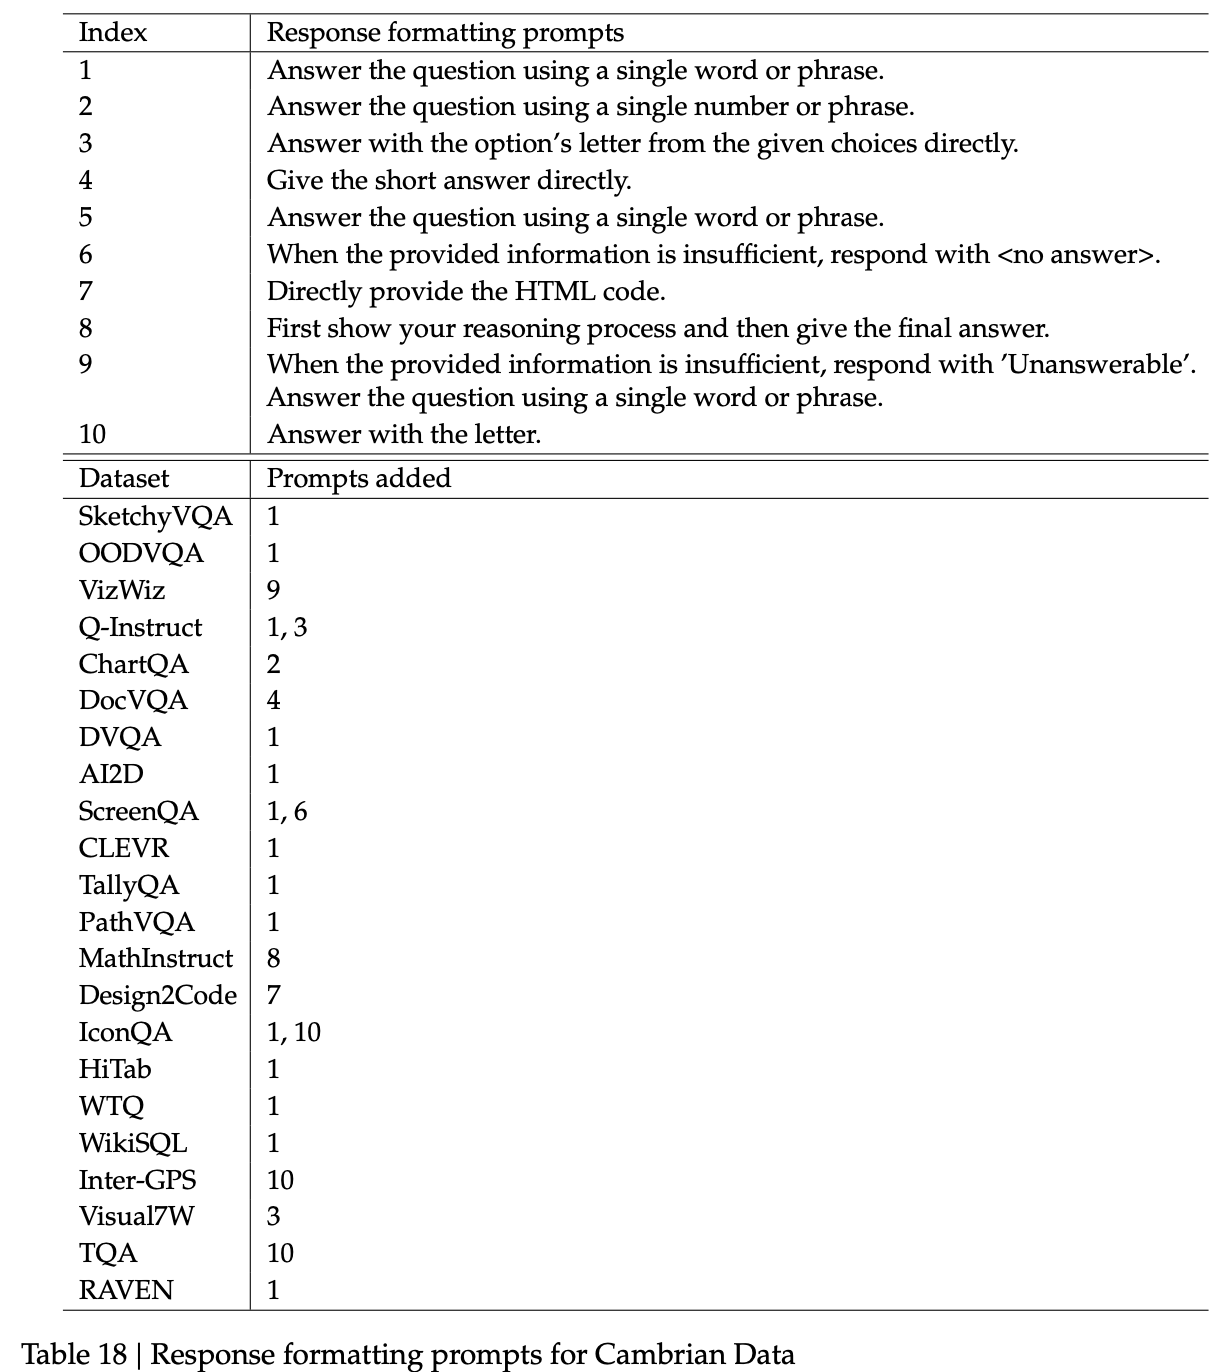 Index Response formatting prompts
1 Answer the question using a single word or phrase.
2 Answer the question using a single number or phrase.
3 Answer with the option's letter from the given choices directly.
4 Give the short answer directly.
5 Answer the question using a single word or phrase.
6 When the provided information is insufficient, respond with <no answer>.
7 Directly provide the HTML code.
8 First show your reasoning process and then give the final answer.
9 When the provided information is insufficient, respond with ’Unanswerable’.
Answer the question using a single word or phrase.
10 Answer with the letter.
Dataset Prompts added
SketchyVQA 1
OODVQA 1
VizWiz 9
Q-Instruct 1, 3
ChartQA 2
DocVQA 4
DVQA 1
AI2D 1
ScreenQA 1, 6
CLEVR 1
TallyQA 1
PathVQA 1
MathInstruct 8
Design2Code 7
IconQA 1, 10
HiTab 1
WTQ 1
WikiSQL 1
Inter-GPS 10
Visual7W 3
TQA 10
RAVEN 1
Table 18 | Response formatting prompts for Cambrian Data